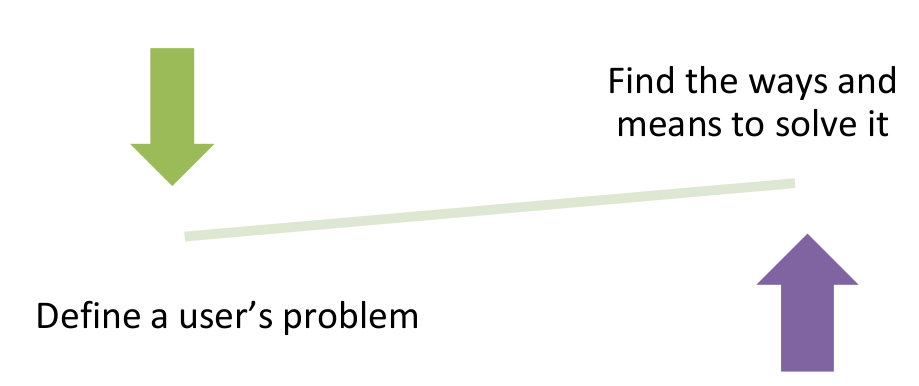 Find the ways and
means to solve it
Define a user’s problem